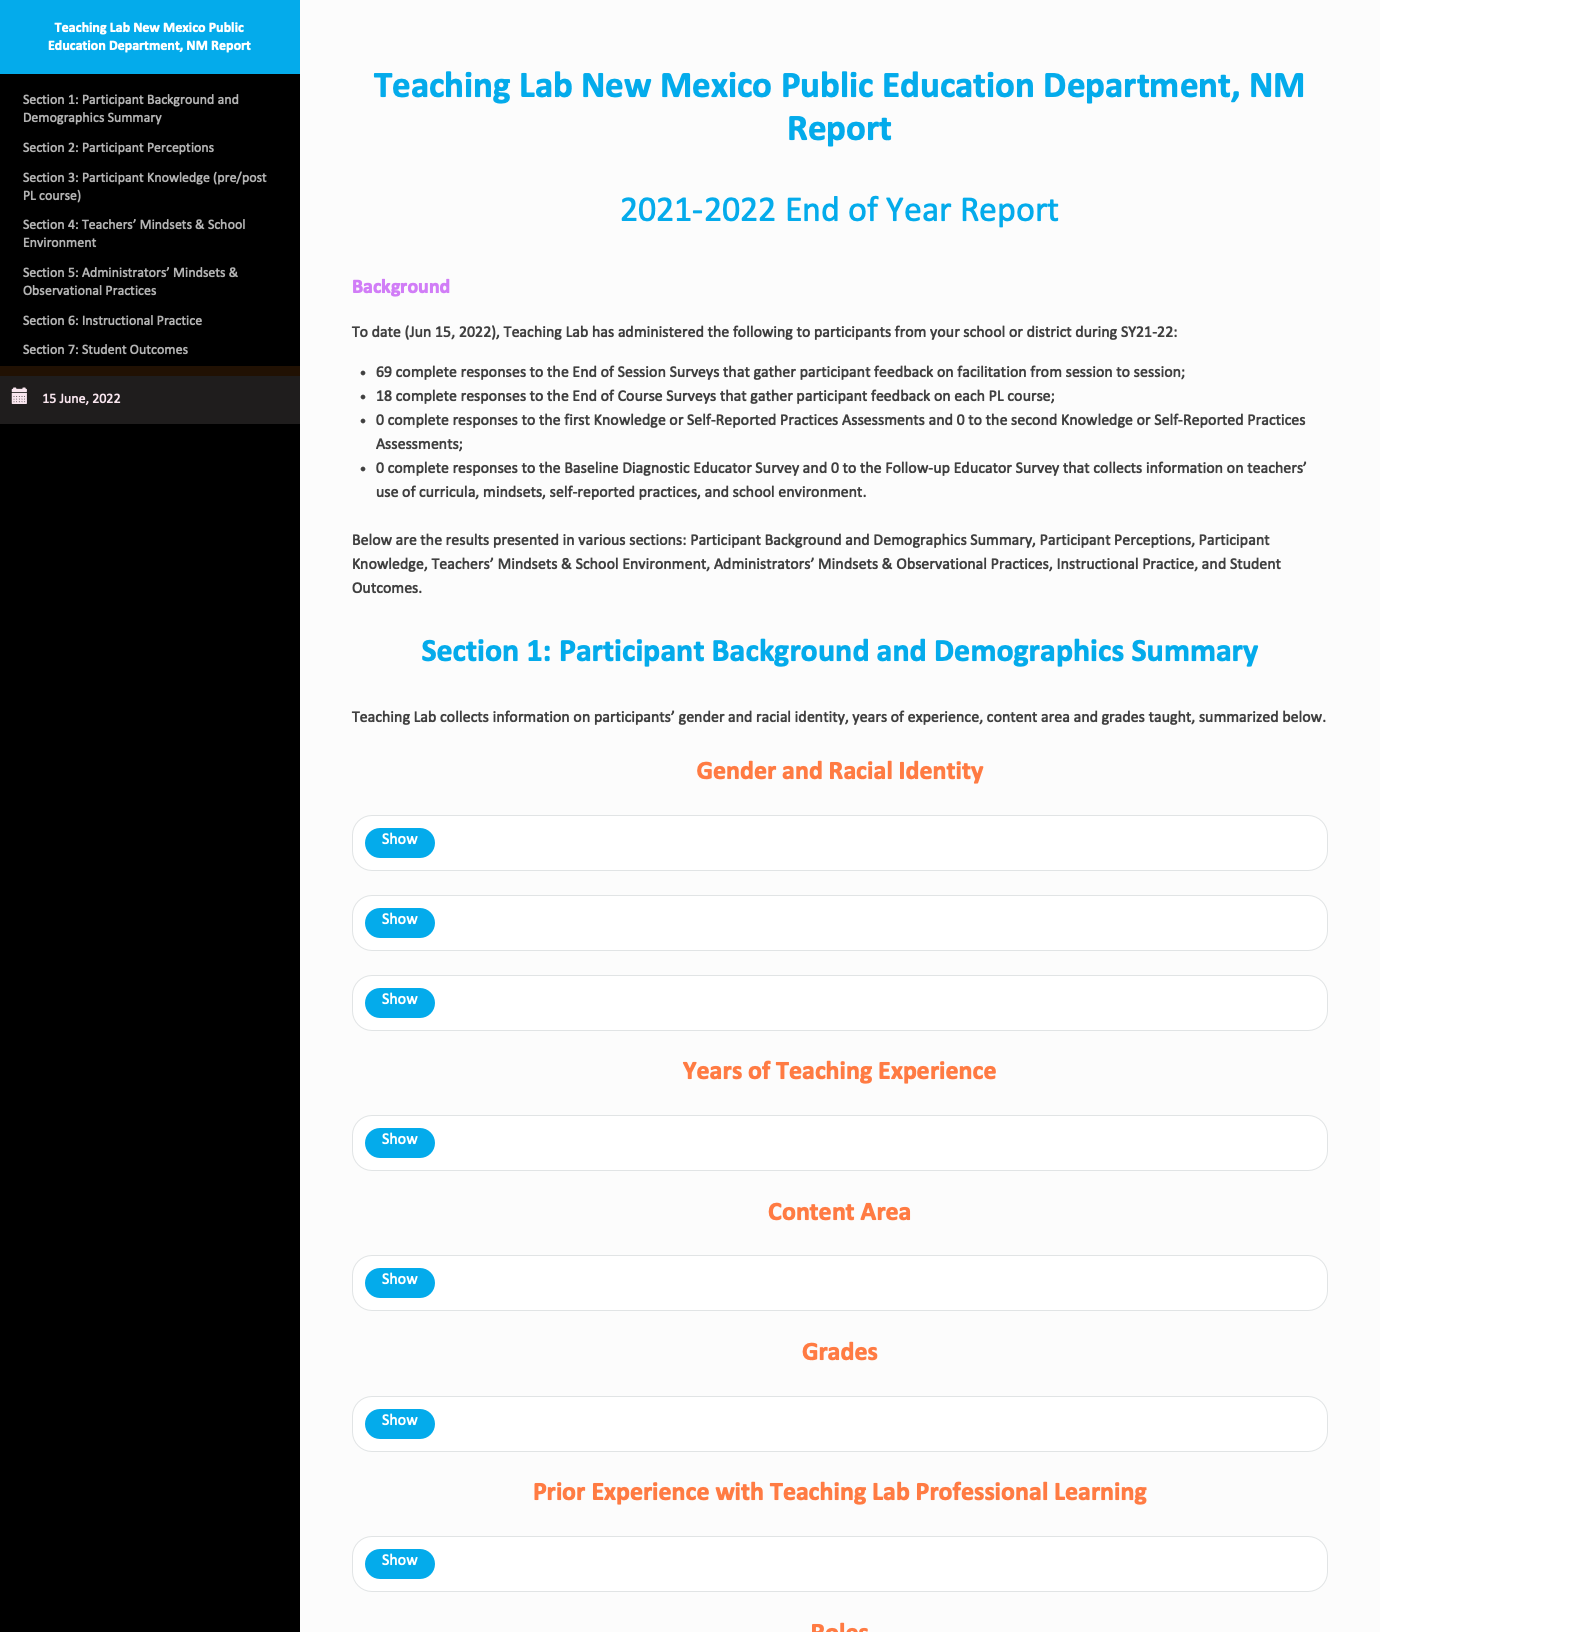 Teaching Lab New Mexico Public
Education Department, NM Report
Section 1: Participant Background and
Demographics Summary
Section 2: Participant Perceptions
Section 3: Participant Knowledge (pre/post
PL course)
Section 4: Teachers’ Mindsets & School
Environment
Section 5: Administrators’ Mindsets &
Observational Practices
Section 6: Instructional Practice
Section 7: Student Outcomes
15 June, 2022
Teaching Lab New Mexico Public Education Department, NM
Report
2021-2022 End of Year Report
Background
To date (Jun 15, 2022), Teaching Lab has administered the following to participants from your school or district during SY21-22:
• 69 complete responses to the End of Session Surveys that gather participant feedback on facilitation from session to session;
• 18 complete responses to the End of Course Surveys that gather participant feedback on each PL course;
• 0 complete responses to the first Knowledge or Self-Reported Practices Assessments and 0 to the second Knowledge or Self-Reported Practices
Assessments;
• 0 complete responses to the Baseline Diagnostic Educator Survey and 0 to the Follow-up Educator Survey that collects information on teachers’
use of curricula, mindsets, self-reported practices, and school environment.
Below are the results presented in various sections: Participant Background and Demographics Summary, Participant Perceptions, Participant
Knowledge, Teachers’ Mindsets & School Environment, Administrators’ Mindsets & Observational Practices, Instructional Practice, and Student
Outcomes.
Section 1: Participant Background and Demographics Summary
Teaching Lab collects information on participants’ gender and racial identity, years of experience, content area and grades taught, summarized below.
Gender and Racial Identity
Show
Show
Show
Years of Teaching Experience
Show
Content Area
Show
Grades
Show
Prior Experience with Teaching Lab Professional Learning
Show
Roles